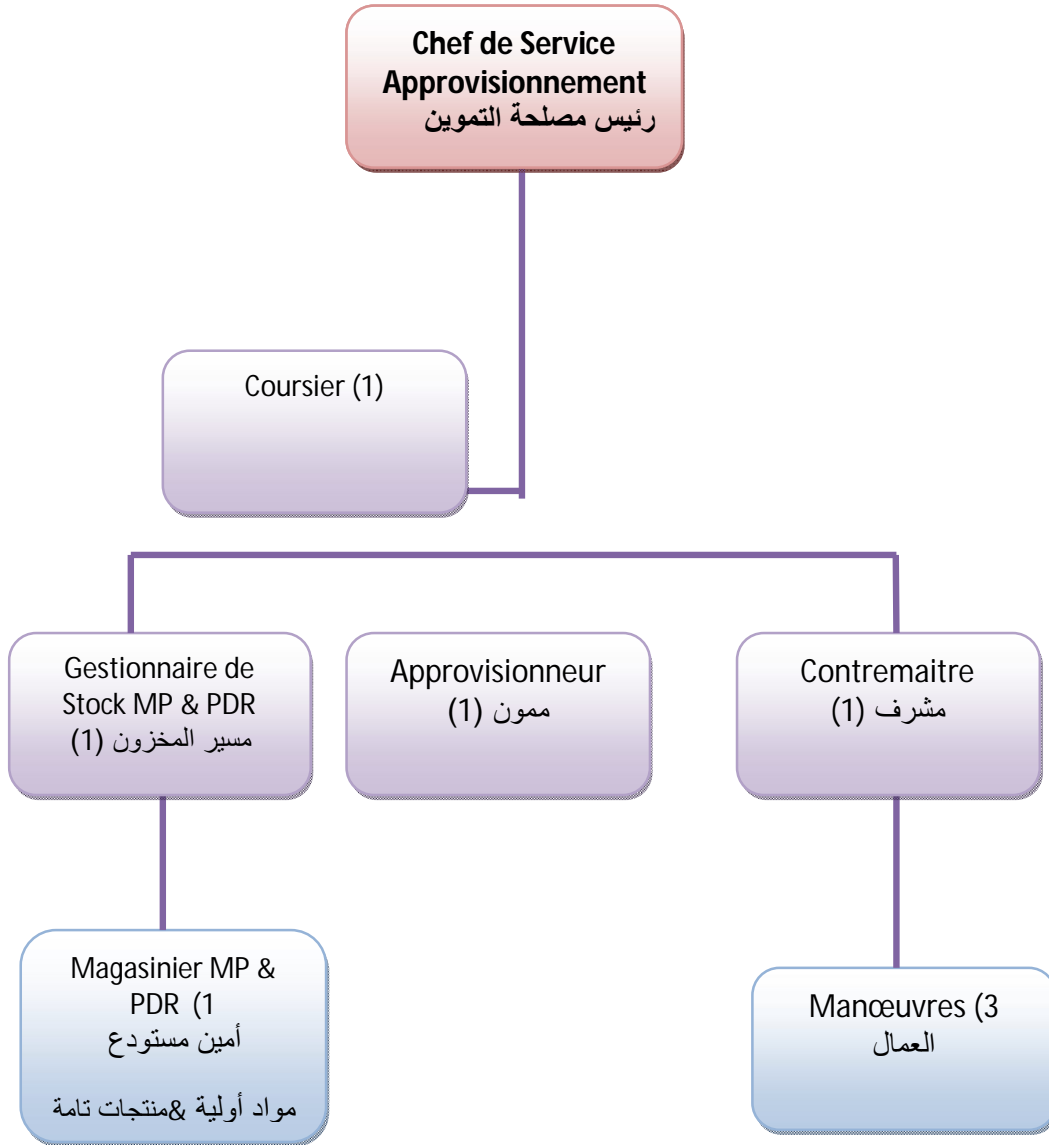 Chef de Service
Approvisionnement
رئيس مصلحة التموين
Coursier (1)
Gestionnaire de
Stock MP & PDR
مسير المخزون (1)
Approvisionneur
ممون (1)
Contremaitre
مشرف (1)
Magasinier MP &
PDR (1
أمين مستودع
مواد أولية &منتجات تامة
Manœuvres (3
العمال